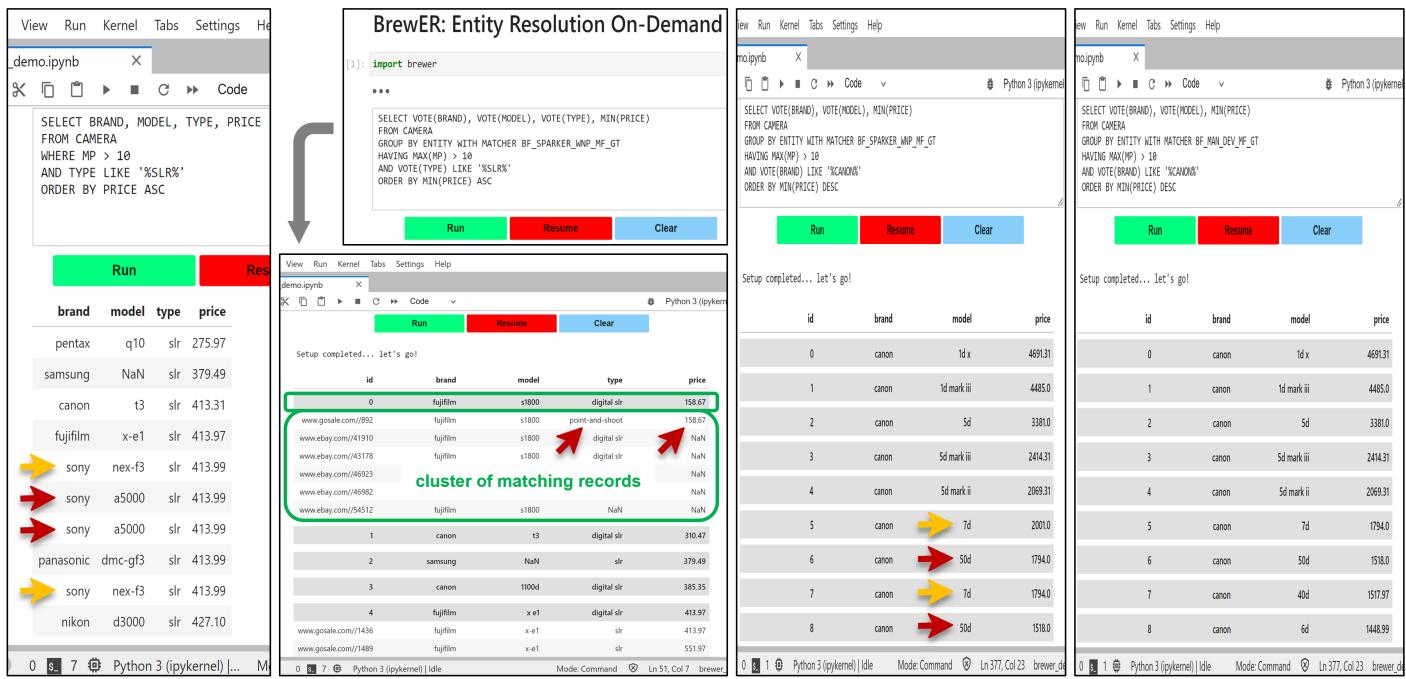 View Run Kernel Tabs Settings He
_demo.ipynb ×
Code
SELECT BRAND, MODEL, TYPE, PRICE
FROM CAMERA
WHERE MP > 10
AND TYPE LIKE '%SLR%'
ORDER BY PRICE ASC
Run Res
brand model type price
pentax q10 slr 275.97
samsung NaN slr 379.49
canon t3 slr 413.31
fujifilm x-e1 slr 413.97
sony nex-f3 slr 413.99
sony a5000 slr 413.99
sony a5000 slr 413.99
panasonic dmc-gf3 slr 413.99
sony nex-f3 slr 413.99
nikon d3000 slr 427.10
0 $_ 7 Python 3 (ipykernel) |... M
BrewER: Entity Resolution On-Demand
[1]: import brewer
•••
SELECT VOTE(BRAND), VOTE(MODEL), VOTE(TYPE), MIN(PRICE)
FROM CAMERA
GROUP BY ENTITY WITH MATCHER BF_SPARKER_WNP_MF_GT
HAVING MAX(MP) > 10
AND VOTE(TYPE) LIKE '%SLR%'
ORDER BY MIN(PRICE) ASC
Run Resume Clear
View Run Kernel Tabs Settings Help
_demo.ipynb ×
Code Python 3 (ipykern
Run Resume Clear
Setup completed... let's go!
id brand model type price
0 fujifilm s1800 digital slr 158.67
www.gosale.com//892 fujifilm s1800 point-and-shoot 158.67
www.ebay.com//41910 fujifilm s1800 digital slr NaN
www.ebay.com//43178 fujifilm s1800 digital slr NaN
www.ebay.com//46923 NaN
cluster of matching records
www.ebay.com//46982 NaN
www.ebay.com//54512 fujifilm s1800 NaN NaN
1 canon t3 digital slr 310.47
2 samsung NaN slr 379.49
3 canon 1100d digital slr 385.35
4 fujifilm x e1 digital slr 413.97
www.gosale.com//1436 fujifilm x-e1 slr 413.97
www.gosale.com//1489 fujifilm x-e1 slr 551.97
0 $_ 7 Python 3 (ipykernel) | Idle Mode: Command Ln 51, Col 7 brewer_
iew Run Kernel Tabs Settings Help
mo.ipynb ×
Code Python 3 (ipykernel
SELECT VOTE(BRAND), VOTE(MODEL), MIN(PRICE)
FROM CAMERA
GROUP BY ENTITY WITH MATCHER BF_SPARKER_WNP_MF_GT
HAVING MAX(MP) > 10
AND VOTE(BRAND) LIKE '%CANON%'
ORDER BY MIN(PRICE) DESC
Run Resume Clear
Setup completed... let's go!
id brand model price
0 canon 1d x 4691.31
1 canon 1d mark iii 4485.0
2 canon 5d 3381.0
3 canon 5d mark iii 2414.31
4 canon 5d mark ii 2069.31
5 canon 7d 2001.0
6 canon 50d 1794.0
7 canon 7d 1794.0
8 canon 50d 1518.0
0 $_ 1 Python 3 (ipykernel) | Idle Mode: Command Ln 377, Col 23 brewer_de
iew Run Kernel Tabs Settings Help
mo.ipynb ×
Code Python 3 (ipykernel
SELECT VOTE(BRAND), VOTE(MODEL), MIN(PRICE)
FROM CAMERA
GROUP BY ENTITY WITH MATCHER BF_MAN_DEV_MF_GT
HAVING MAX(MP) > 10
AND VOTE(BRAND) LIKE '%CANON%'
ORDER BY MIN(PRICE) DESC
Run Resume Clear
Setup completed... let's go!
id brand model price
0 canon 1d x 4691.31
1 canon 1d mark iii 4485.0
2 canon 5d 3381.0
3 canon 5d mark iii 2414.31
4 canon 5d mark ii 2069.31
5 canon 7d 1794.0
6 canon 50d 1518.0
7 canon 40d 1517.97
8 canon 6d 1448.99
0 $_ 1 Python 3 (ipykernel) | Idle Mode: Command Ln 377, Col 23 brewer_de